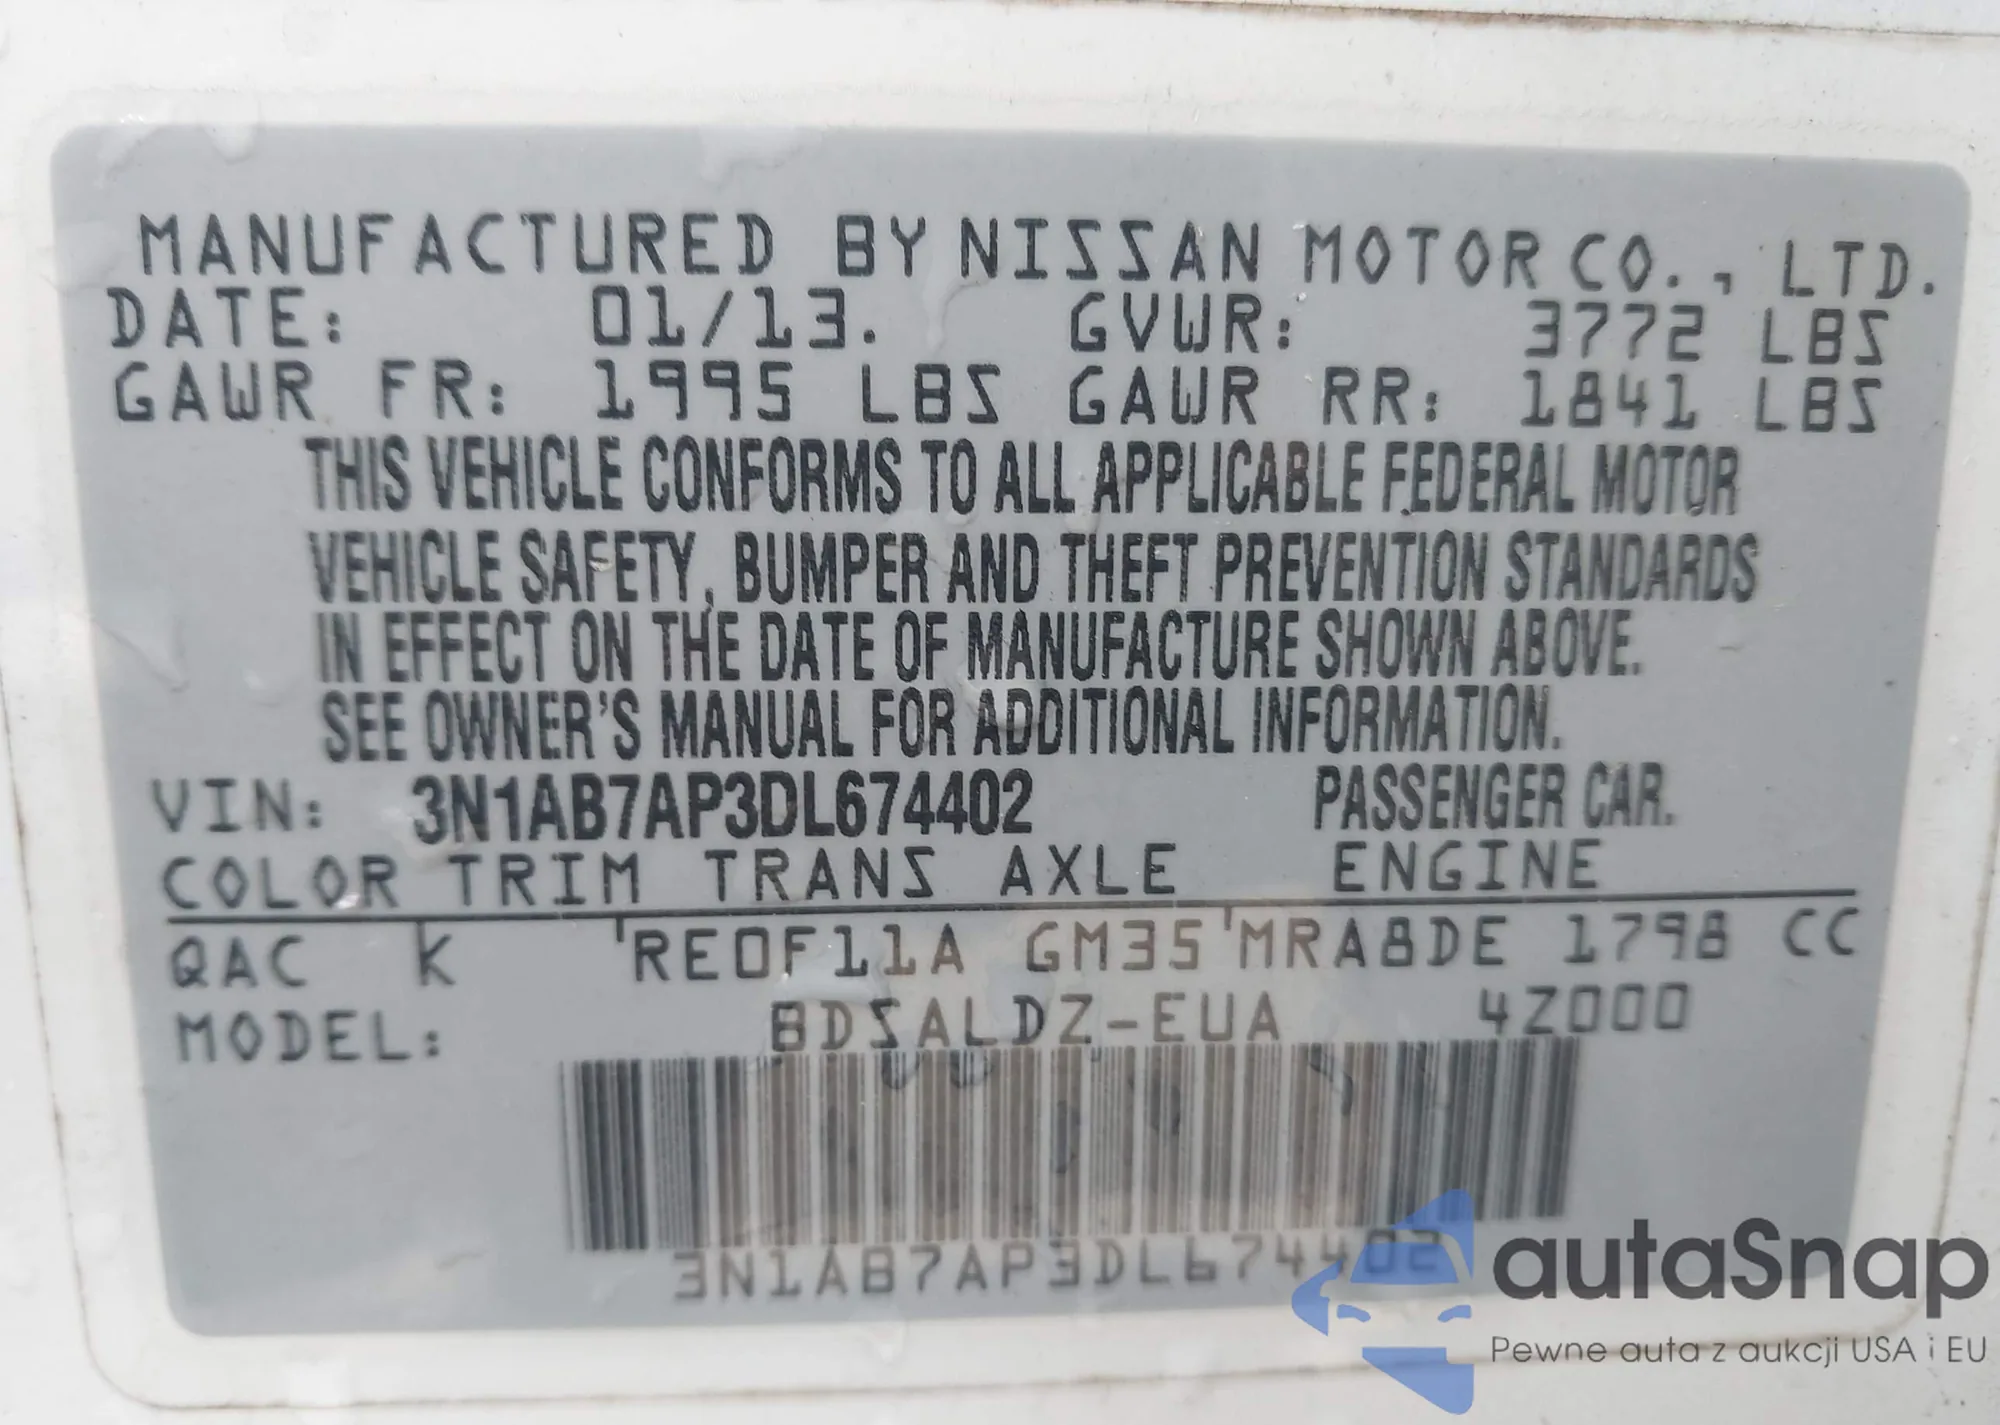 MANUFACTURED BY NISSAN MOTOR CO., LTD.
DATE: 01/13. GVWR: 3772 LBS
GAWR FR: 1995 LBS GAWR RR: 1841 LBS
THIS VEHICLE CONFORMS TO ALL APPLICABLE FEDERAL MOTOR
VEHICLE SAFETY, BUMPER AND THEFT PREVENTION STANDARDS
IN EFFECT ON THE DATE OF MANUFACTURE SHOWN ABOVE.
SEE OWNER'S MANUAL FOR ADDITIONAL INFORMATION.
VIN: 3N1AB7AP3DL674402 PASSENGER CAR.
COLOR TRIM TRANS AXLE ENGINE
QAC K 'RE0F11A GM35 'MRA8DE 1798 CC
MODEL: BDSALDZ-EUA 4Z000
3N1AB7AP3DL674402
autaSnap
Pewne auta z aukcji USA i EU